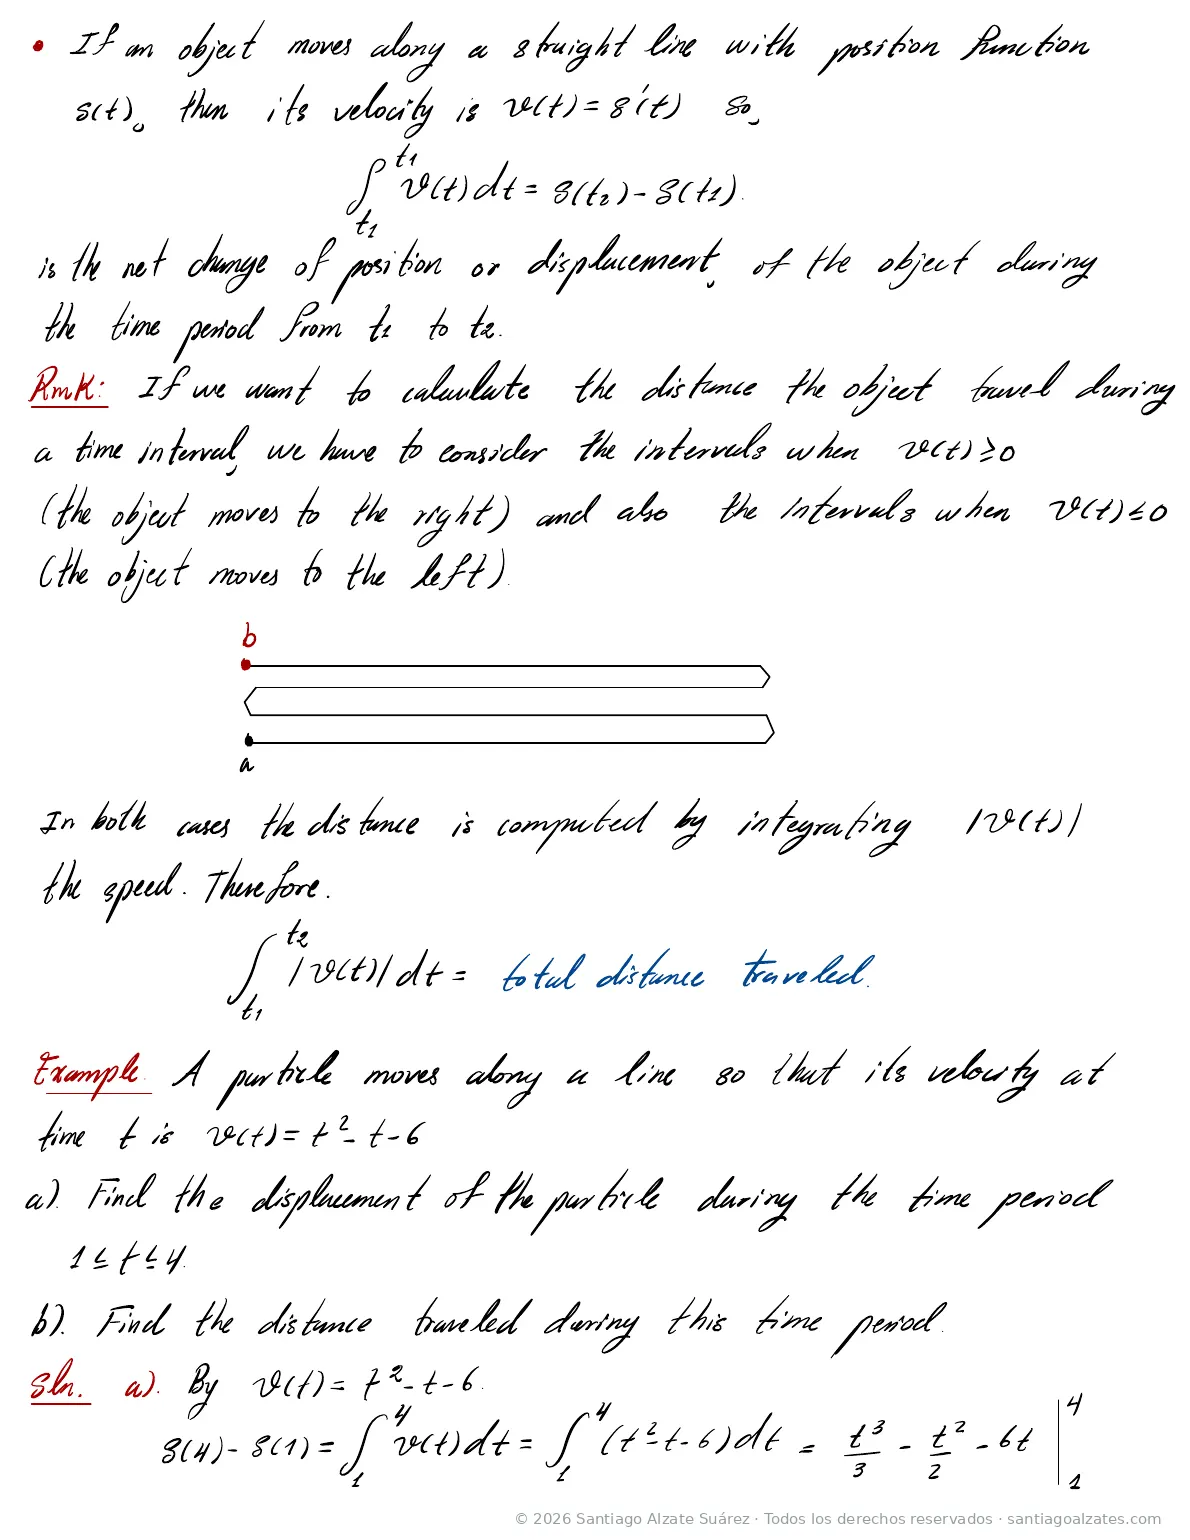 • If an object moves along a straight line with position function
s(t), then its velocity is v(t) = s'(t) so,
∫_{t1}^{t1} v(t) dt = s(t2) - s(t1).
is the net change of position or displacement, of the object during
the time period from t1 to t2.
Rmk: If we want to calculate the distance the object travel during
a time interval, we have to consider the intervals when v(t) ≥ 0
(the object moves to the right) and also the intervals when v(t) ≤ 0
(the object moves to the left).
b
a
In both cases the distance is computed by integrating |v(t)|
the speed. Therefore.
∫_{t1}^{t2} |v(t)| dt = total distance traveled.
Example. A particle moves along a line so that its velocity at
time t is v(t) = t² - t - 6
a). Find the displacement of the particle during the time period
1 ≤ t ≤ 4.
b). Find the distance traveled during this time period.
Sln. a). By v(t) = t² - t - 6.
s(4) - s(1) = ∫_1^4 v(t) dt = ∫_1^4 (t² - t - 6) dt = t³/3 - t²/2 - 6t |_1^4
© 2026 Santiago Alzate Suárez · Todos los derechos reservados · santiagoalzates.com